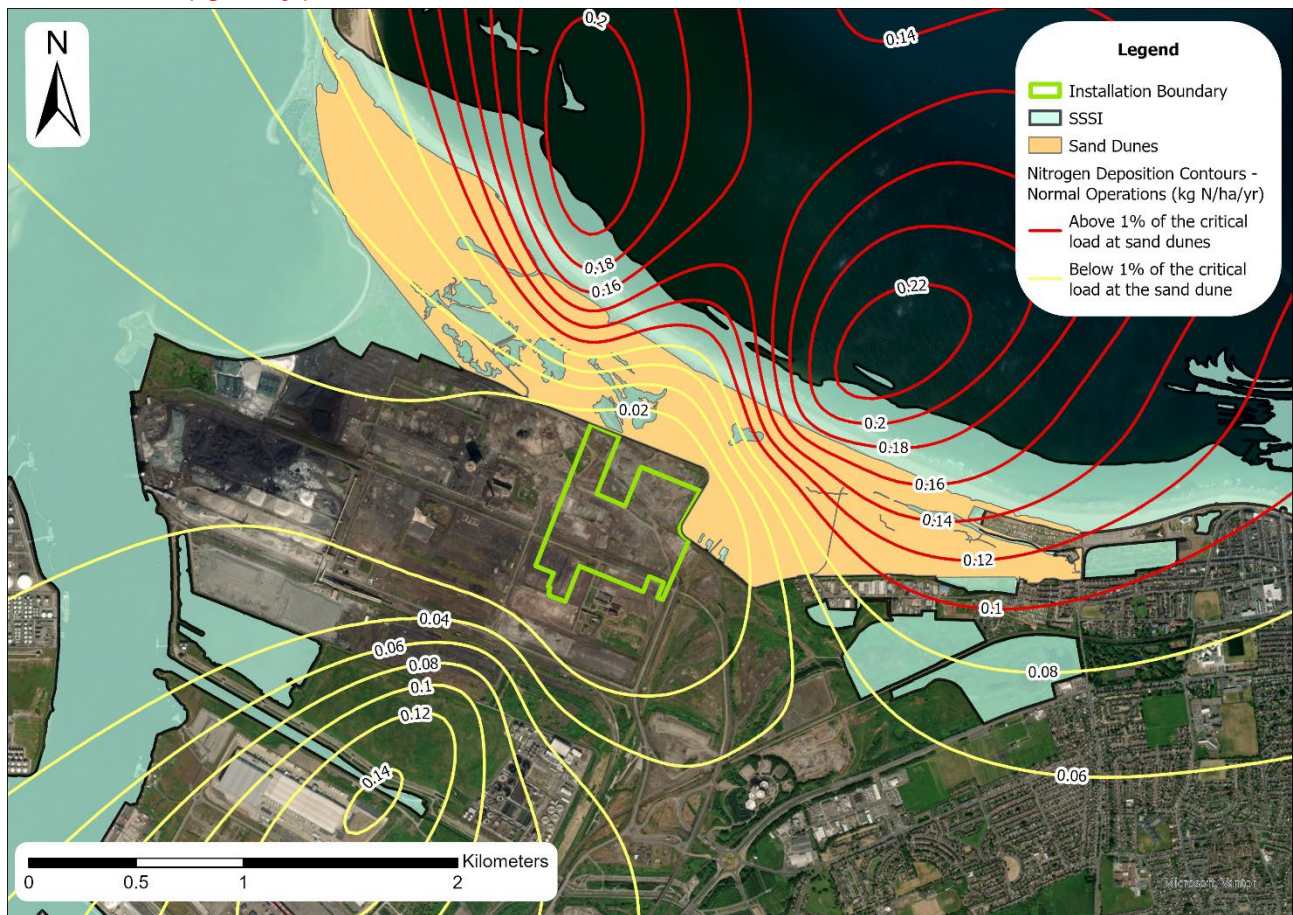 N
Legend
Installation Boundary
SSSI
Sand Dunes
Nitrogen Deposition Contours -
Normal Operations (kg N/ha/yr)
Above 1% of the critical
load at sand dunes
Below 1% of the critical
load at the sand dune
0.2
0.14
0.18
0.16
0.22
0.02
0.2
0.18
0.16
0.14
0.12
0.1
0.08
0.06
0.04
0.06
0.08
0.1
0.12
0.14
Kilometers
0 0.5 1 2
Microsoft, Vantor